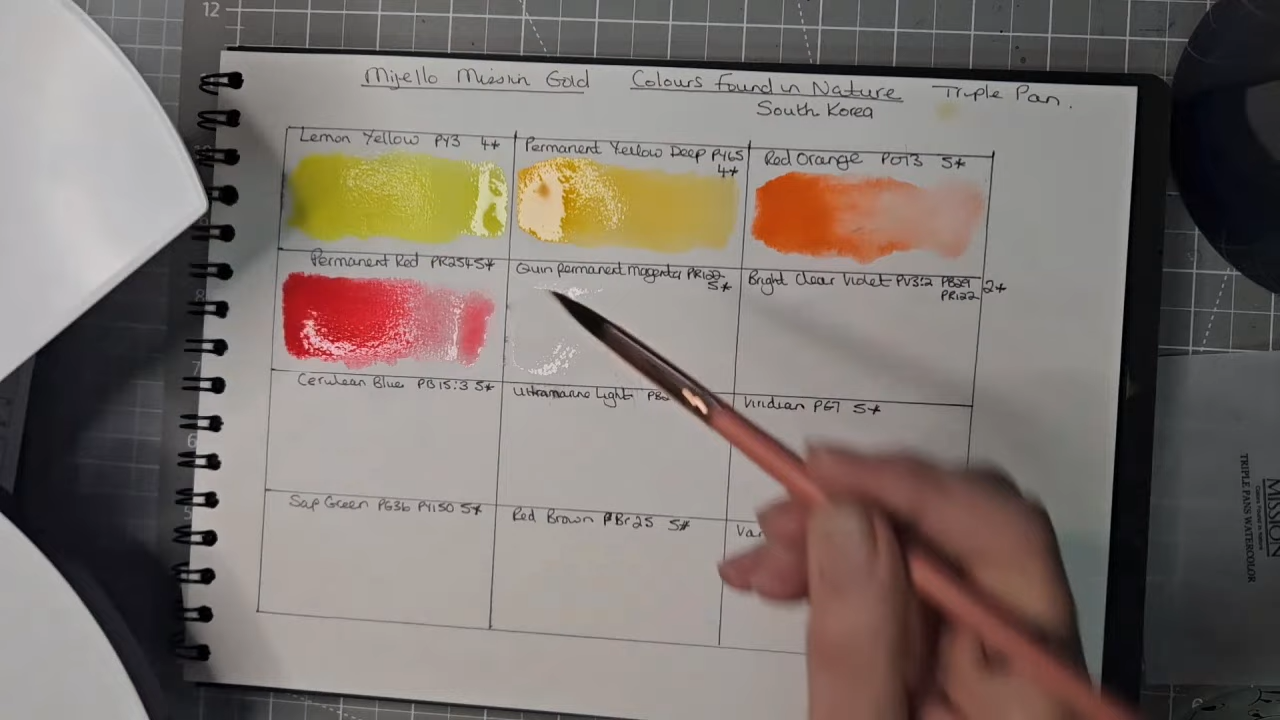 12
Mijello Mission Gold Colours Found in Nature Triple Pan.
South Korea
Lemon Yellow PY3 4*
Permanent Yellow Deep PY65
4*
Red Orange PO73 5*
Permanent Red PR254 5*
Quin Permanent Magenta PR122
5*
Bright Clear Violet PV3:2 PB29 2*
PR122
Cerulean Blue PB15:3 5*
Ultramarine Light
Viridian PG7 5*
Sap Green PG36 PY150 5*
Red Brown PBr25 5*
MISSION
TRIPLE PANS WATERCOLOR